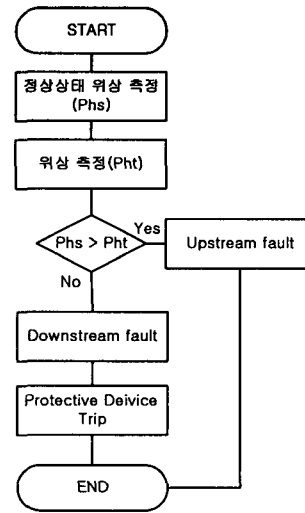 START
정상상태 위상 측정
(Phs)
위상 측정(Pht)
Phs > Pht
Yes
Upstream fault
No
Downstream fault
Protective Deivice
Trip
END